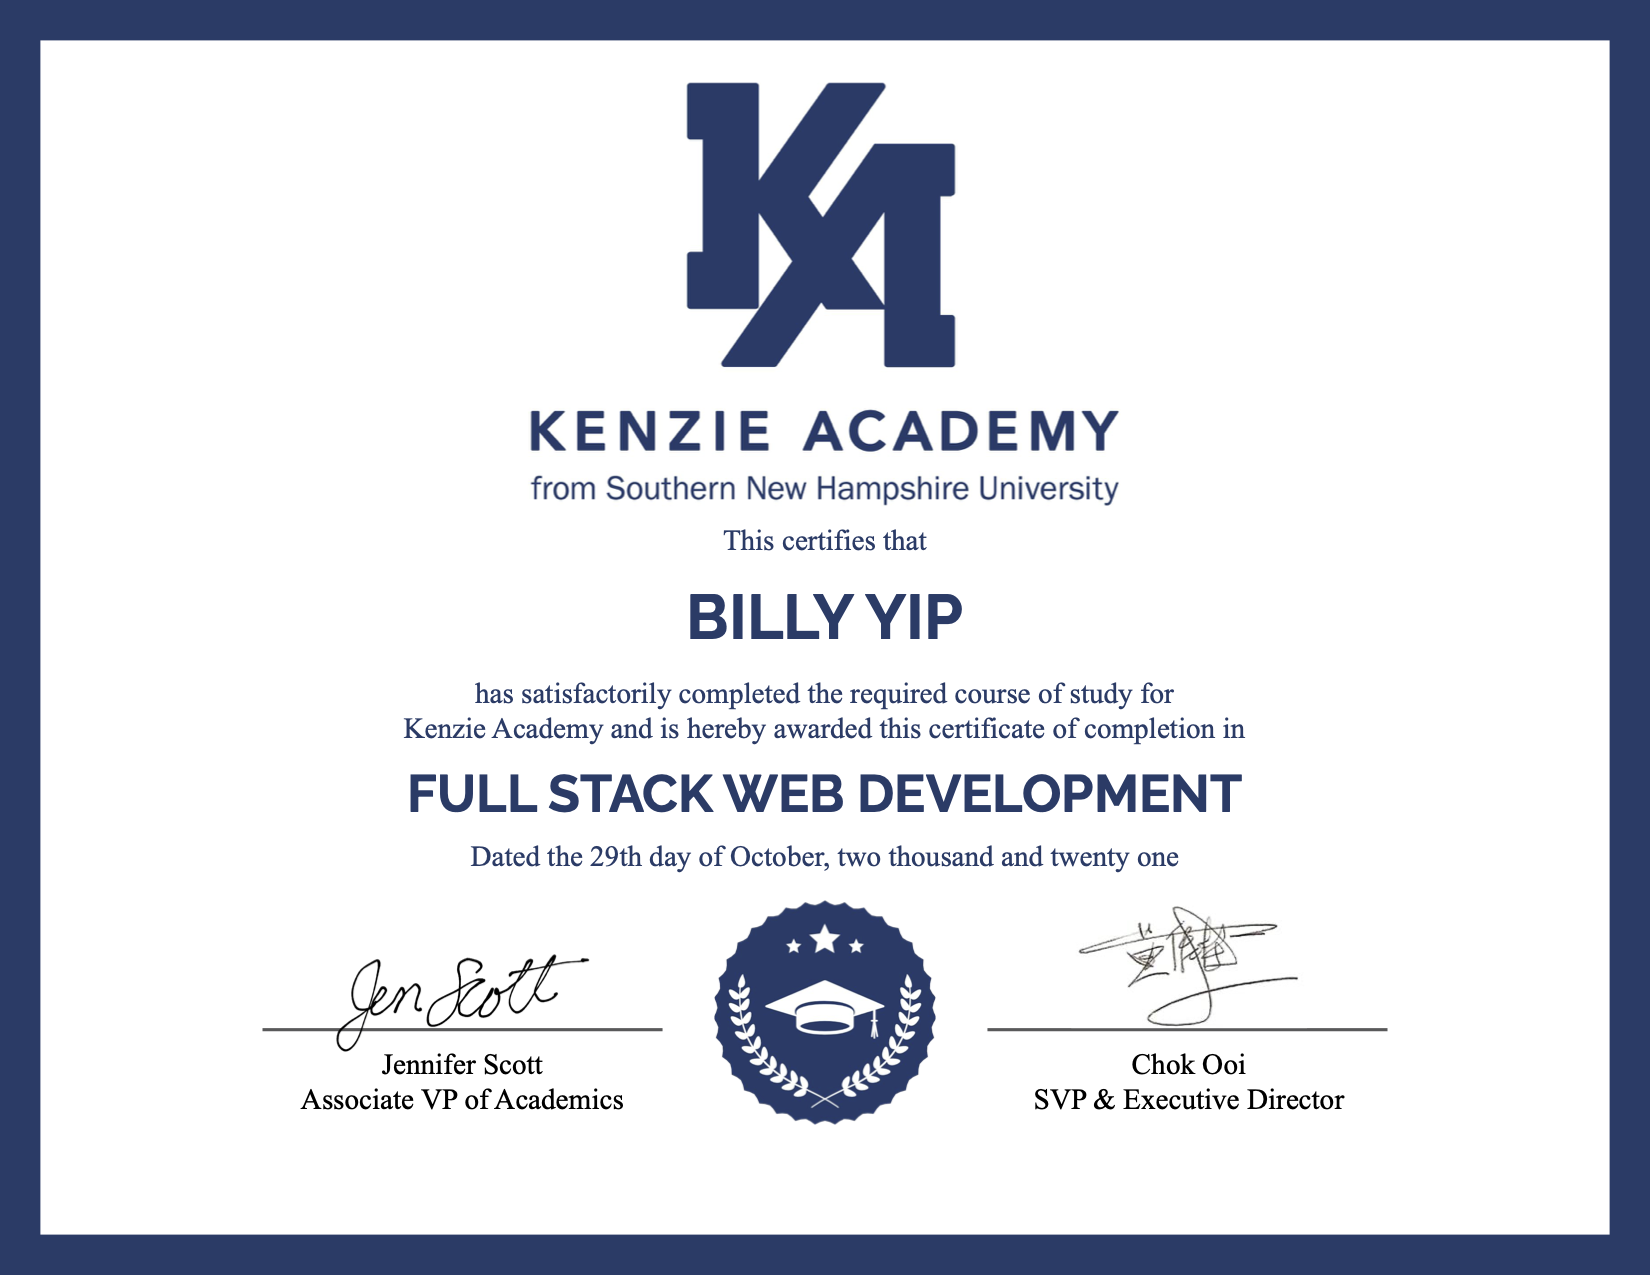 KA
KENZIE ACADEMY
from Southern New Hampshire University
This certifies that
BILLY YIP
has satisfactorily completed the required course of study for
Kenzie Academy and is hereby awarded this certificate of completion in
FULL STACK WEB DEVELOPMENT
Dated the 29th day of October, two thousand and twenty one
Jen Scott
Jennifer Scott
Associate VP of Academics
Chok Ooi
SVP & Executive Director